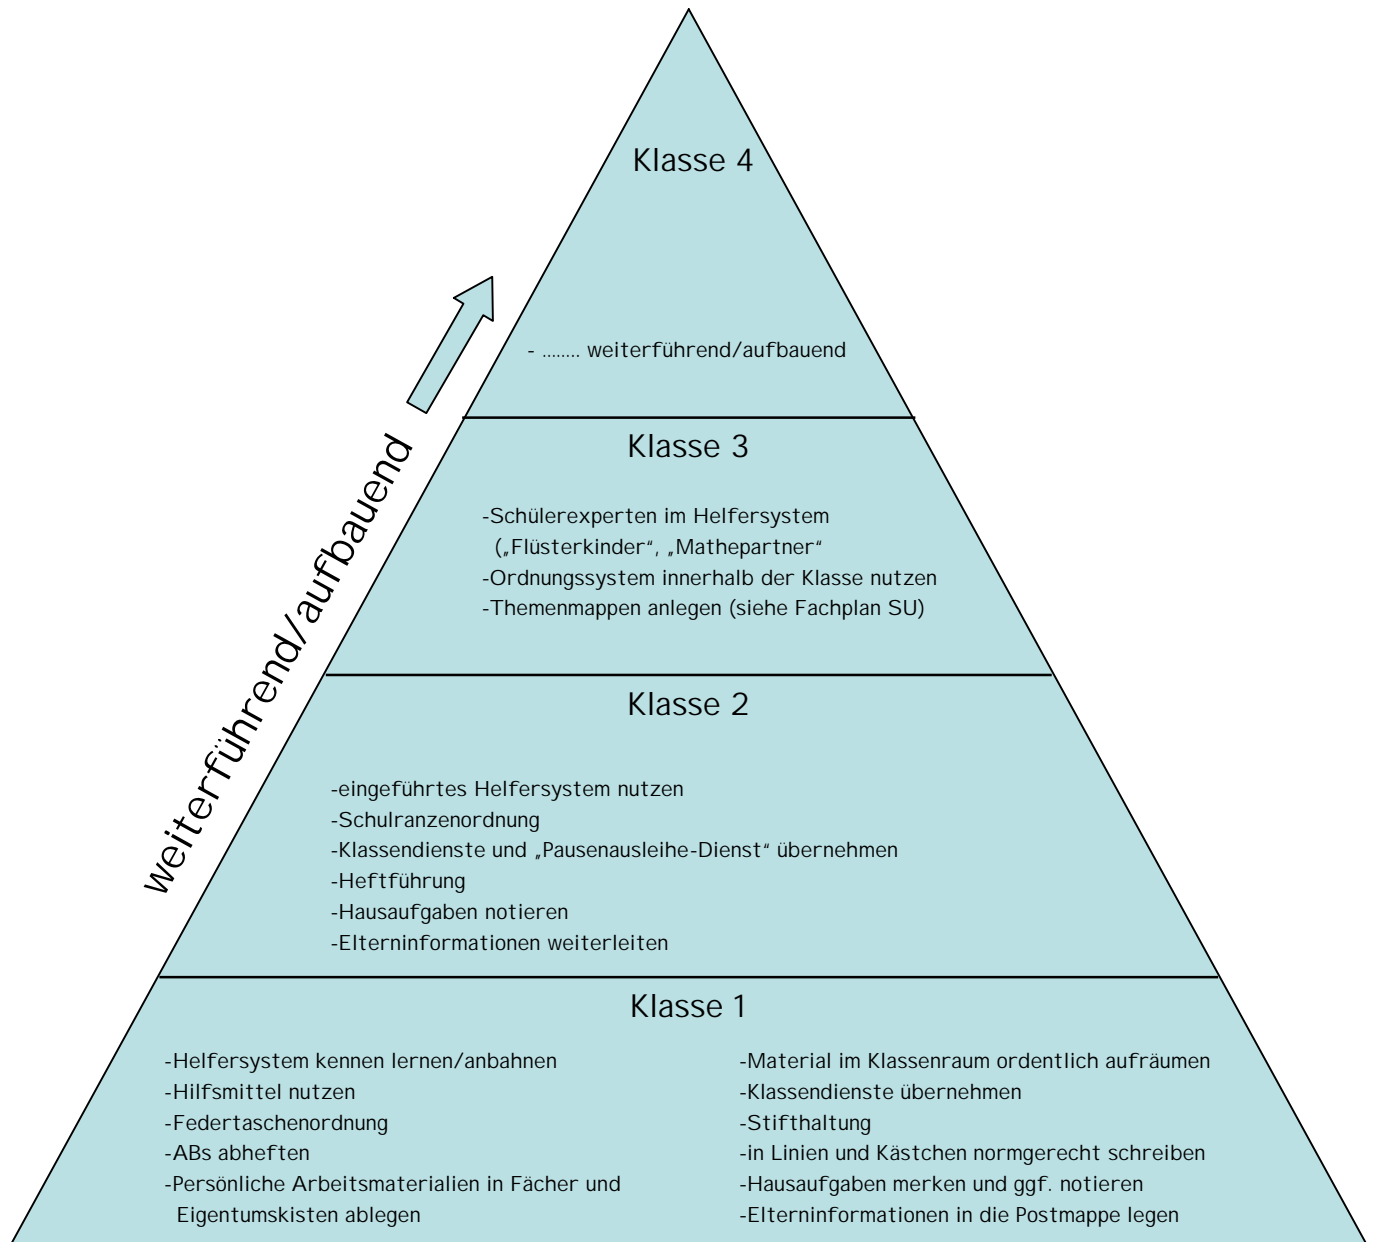 Klasse 4
- ........ weiterführend/aufbauend
weiterführend/aufbauend
Klasse 3
-Schülerexperten im Helfersystem
(„Flüsterkinder“, „Mathepartner“
-Ordnungssystem innerhalb der Klasse nutzen
-Themenmappen anlegen (siehe Fachplan SU)
Klasse 2
-eingeführtes Helfersystem nutzen
-Schulranzenordnung
-Klassendienste und „Pausenausleihe-Dienst“ übernehmen
-Heftführung
-Hausaufgaben notieren
-Elterninformationen weiterleiten
Klasse 1
-Helfersystem kennen lernen/anbahnen
-Hilfsmittel nutzen
-Federtaschenordnung
-ABs abheften
-Persönliche Arbeitsmaterialien in Fächer und
Eigentumskisten ablegen
-Material im Klassenraum ordentlich aufräumen
-Klassendienste übernehmen
-Stifthaltung
-in Linien und Kästchen normgerecht schreiben
-Hausaufgaben merken und ggf. notieren
-Elterninformationen in die Postmappe legen